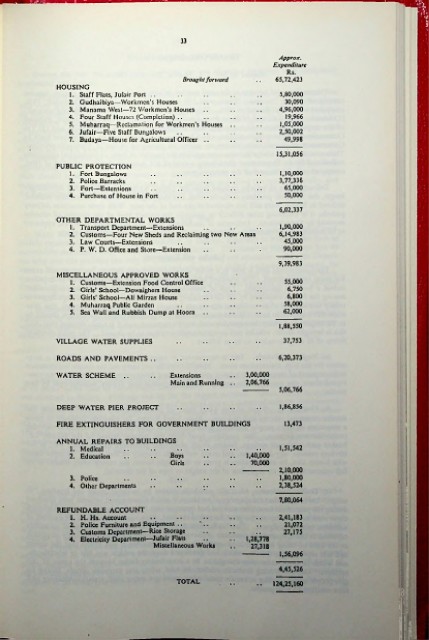 33
Approx.
Expenditure
Rs.
Brought forward .. 65,72,423
HOUSING
1. Staff Flats, Jufair Port .. .. .. .. 5,80,000
2. Gudhaibiya—Workmen's Houses .. .. .. 30,090
3. Manama West—72 Workmen's Houses .. .. .. 4,96,000
4. Four Staff Houses (Completion) .. .. .. .. 19,966
5. Muharraq—Reclamation for Workmen's Houses .. .. 1,05,000
6. Jufair—Five Staff Bungalows .. .. .. .. 2,50,002
7. Budaya—House for Agricultural Officer .. .. .. 49,998
15,31,056
PUBLIC PROTECTION
1. Fort Bungalows .. .. .. .. 1,10,000
2. Police Barracks .. .. .. .. 3,77,336
3. Fort—Extentions .. .. .. .. 65,000
4. Purchase of House in Fort .. .. .. 50,000
6,02,337
OTHER DEPARTMENTAL WORKS
1. Transport Department—Extensions .. .. .. 1,90,000
2. Customs—Four New Sheds and Reclaiming two New Areas 6,14,983
3. Law Courts—Extensions .. .. .. .. 45,000
4. P. W. D. Office and Store—Extension .. .. .. 90,000
9,39,983
MISCELLANEOUS APPROVED WORKS
1. Customs—Extension Food Control Office .. .. 55,000
2. Girls' School—Dowaighers House .. .. .. 6,750
3. Girls' School—Ali Mirzas House .. .. .. 6,800
4. Muharraq Public Garden .. .. .. .. 58,000
5. Sea Wall and Rubbish Dump at Hoora .. .. .. 62,000
1,88,550
VILLAGE WATER SUPPLIES .. .. .. .. 37,753
ROADS AND PAVEMENTS .. .. .. .. .. 6,20,373
WATER SCHEME .. .. Extensions .. 3,00,000
Main and Running .. 2,06,766
5,06,766
DEEP WATER PIER PROJECT .. .. .. .. 1,86,856
FIRE EXTINGUISHERS FOR GOVERNMENT BUILDINGS 13,473
ANNUAL REPAIRS TO BUILDINGS
1. Medical .. .. .. .. .. 1,51,542
2. Education .. .. Boys .. .. 1,40,000
Girls .. .. 70,000
2,10,000
3. Police .. .. .. .. .. 1,80,000
4. Other Departments .. .. .. .. 2,38,524
7,80,064
REFUNDABLE ACCOUNT
1. H. Hs. Account .. .. .. .. 2,41,183
2. Police Furniture and Equipment .. .. .. .. 21,072
3. Customs Department—Rice Storage .. .. .. 27,175
4. Electricity Department—Jufair Flats .. .. 1,28,778
Miscellaneous Works .. 27,318
1,56,096
4,45,526
TOTAL .. .. 124,25,160